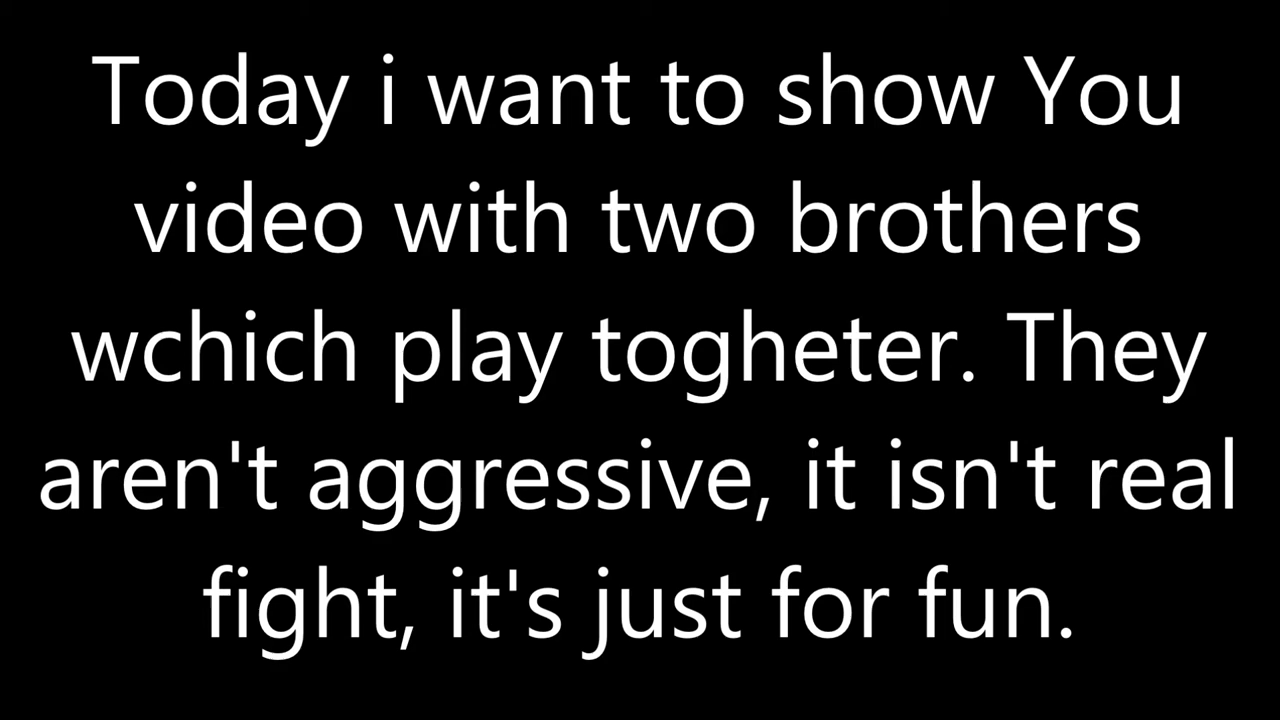 Today i want to show You
video with two brothers
wchich play togheter. They
aren't aggressive, it isn't real
fight, it's just for fun.